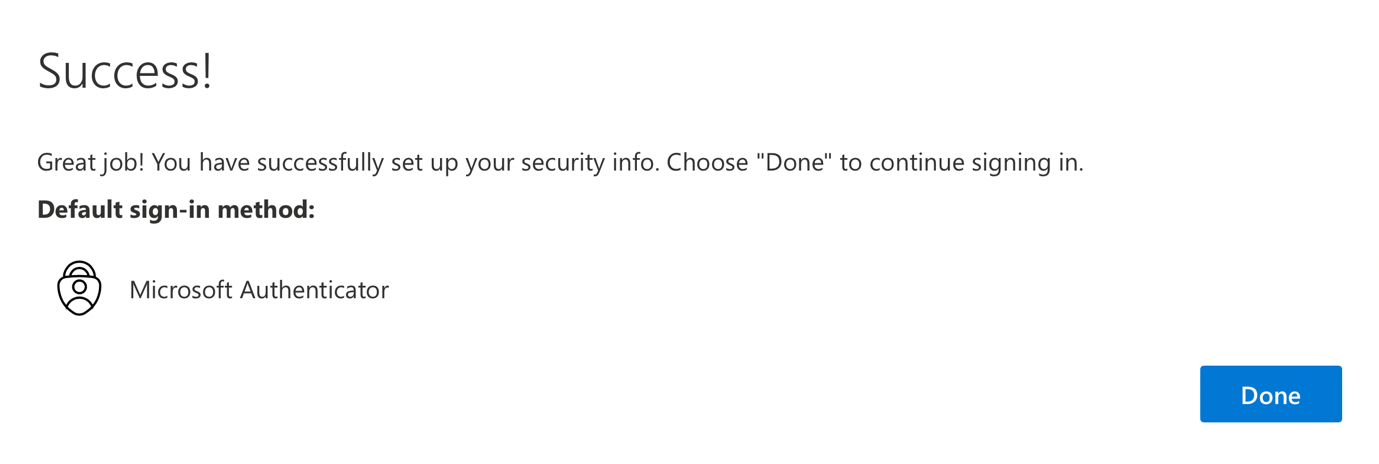 Success!
Great job! You have successfully set up your security info. Choose "Done" to continue signing in.
Default sign-in method:
Microsoft Authenticator
Done